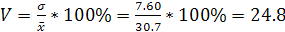 V = σ/x̄ * 100% = 7.60/30.7 * 100% = 24.8